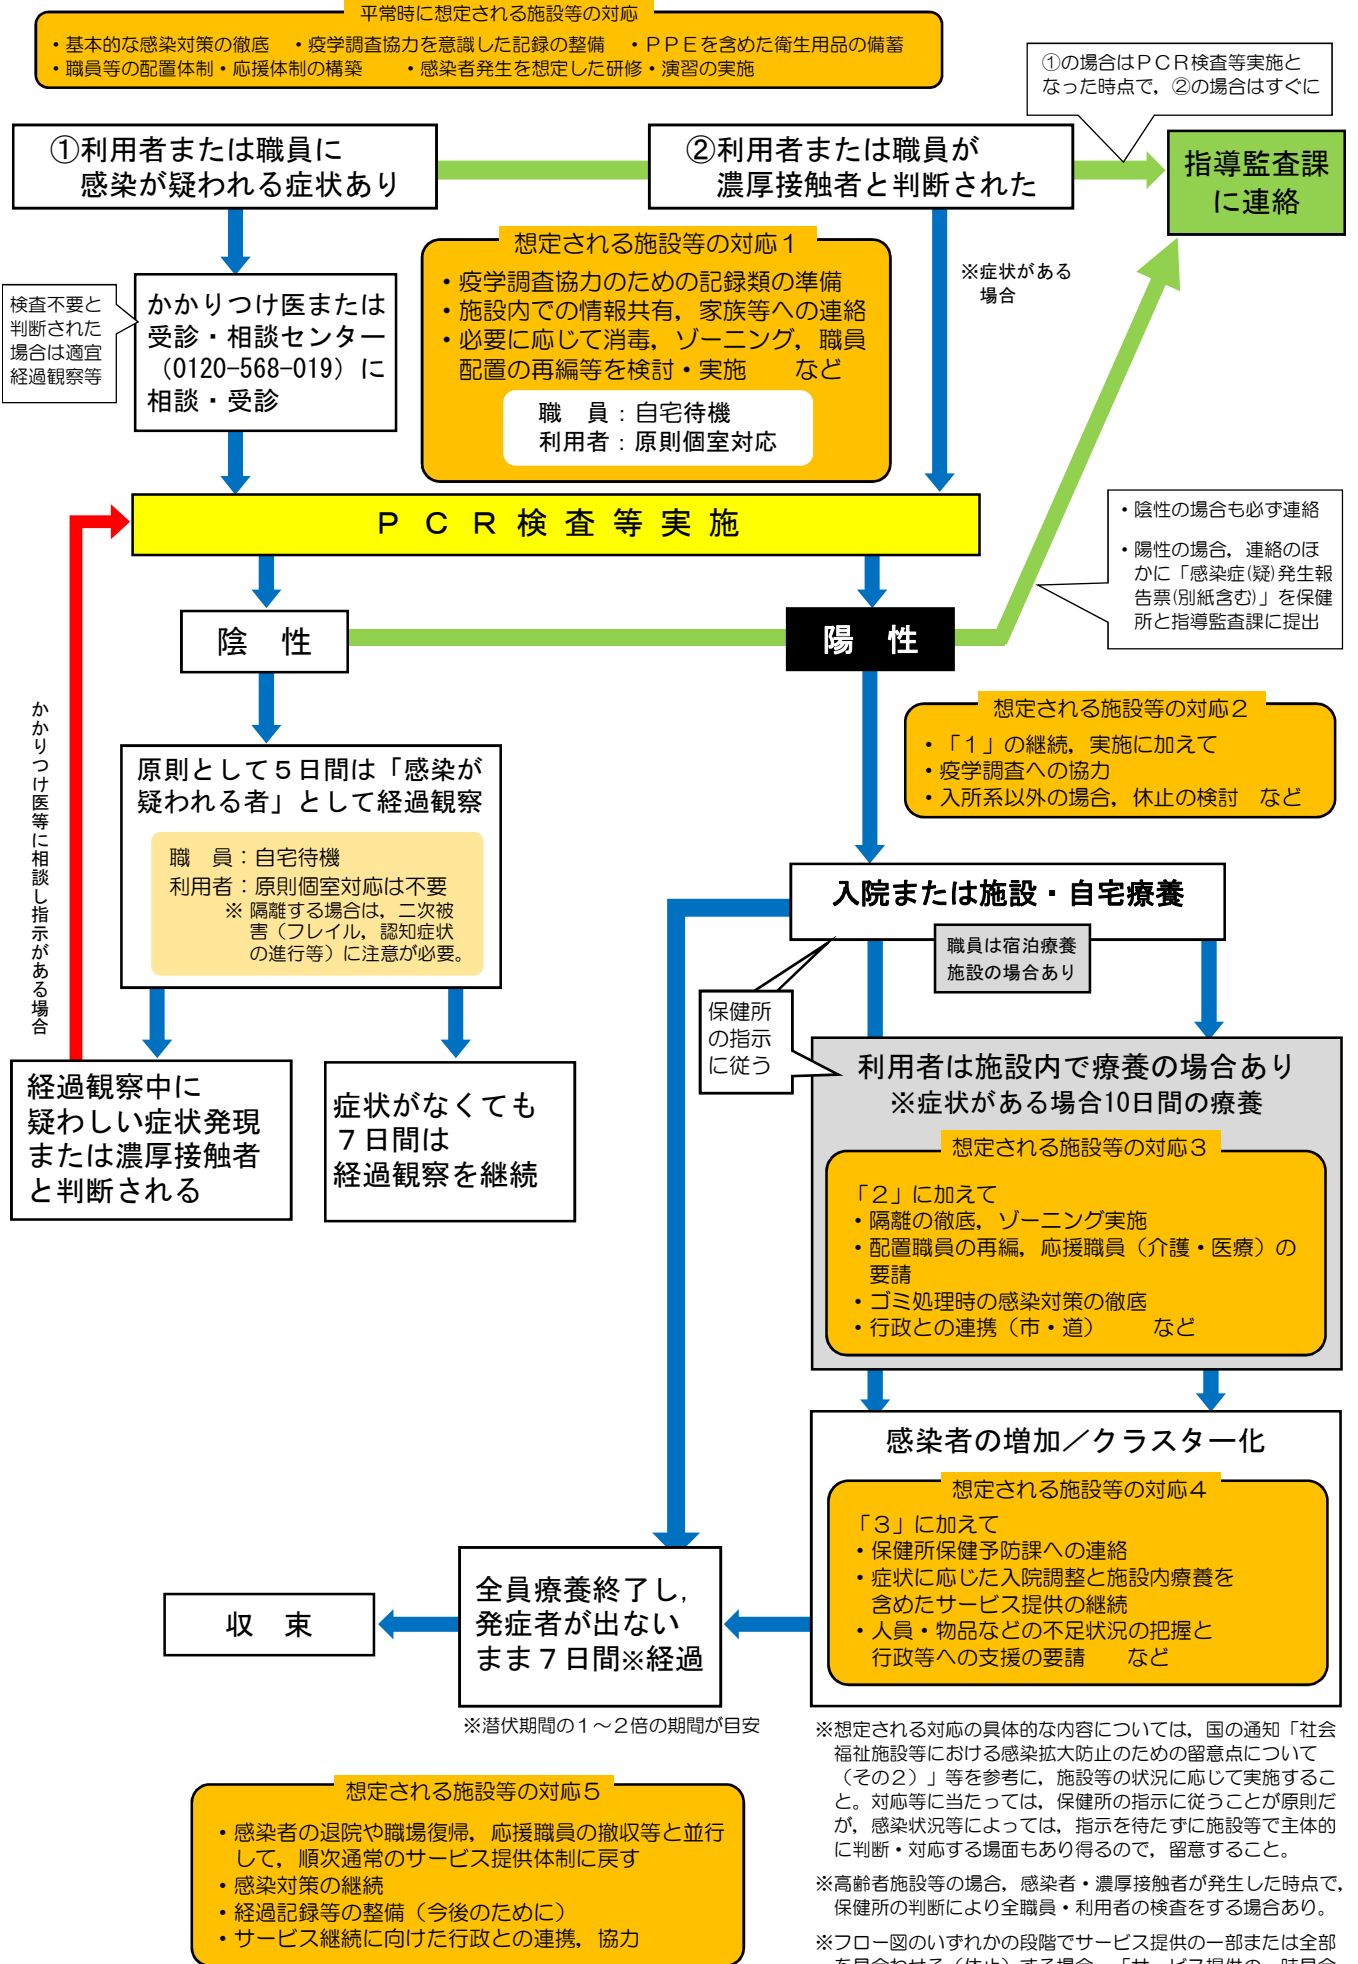 平常時に想定される施設等の対応
・基本的な感染対策の徹底　・疫学調査協力を意識した記録の整備　・ＰＰＥを含めた衛生用品の備蓄
・職員等の配置体制・応援体制の構築　　・感染者発生を想定した研修・演習の実施
①の場合はＰＣＲ検査等実施と
なった時点で，②の場合はすぐに
①利用者または職員に
感染が疑われる症状あり
②利用者または職員が
濃厚接触者と判断された
指導監査課
に連絡
想定される施設等の対応１
・疫学調査協力のための記録類の準備
・施設内での情報共有，家族等への連絡
・必要に応じて消毒，ゾーニング，職員
配置の再編等を検討・実施　　など
職　員：自宅待機
利用者：原則個室対応
※症状がある
場合
検査不要と
判断された
場合は適宜
経過観察等
かかりつけ医または
受診・相談センター
（0120-568-019）に
相談・受診
ＰＣＲ検査等実施
・陰性の場合も必ず連絡
・陽性の場合，連絡のほ
かに「感染症(疑)発生報
告票(別紙含む)」を保健
所と指導監査課に提出
陰　性
陽　性
かかりつけ医等に相談し指示がある場合
想定される施設等の対応２
・「１」の継続，実施に加えて
・疫学調査への協力
・入所系以外の場合，休止の検討　など
原則として５日間は「感染が
疑われる者」として経過観察
職　員：自宅待機
利用者：原則個室対応は不要
※ 隔離する場合は，二次被
害（フレイル，認知症状
の進行等）に注意が必要。
入院または施設・自宅療養
職員は宿泊療養
施設の場合あり
保健所
の指示
に従う
経過観察中に
疑わしい症状発現
または濃厚接触者
と判断される
症状がなくても
７日間は
経過観察を継続
利用者は施設内で療養の場合あり
※症状がある場合10日間の療養
想定される施設等の対応３
「２」に加えて
・隔離の徹底，ゾーニング実施
・配置職員の再編，応援職員（介護・医療）の
要請
・ゴミ処理時の感染対策の徹底
・行政との連携（市・道）　　など
感染者の増加／クラスター化
想定される施設等の対応４
「３」に加えて
・保健所保健予防課への連絡
・症状に応じた入院調整と施設内療養を
含めたサービス提供の継続
・人員・物品などの不足状況の把握と
行政等への支援の要請　　など
全員療養終了し，
発症者が出ない
まま７日間※経過
収　束
※潜伏期間の１～２倍の期間が目安
想定される施設等の対応５
・感染者の退院や職場復帰，応援職員の撤収等と並行
して，順次通常のサービス提供体制に戻す
・感染対策の継続
・経過記録等の整備（今後のために）
・サービス継続に向けた行政との連携，協力
※想定される対応の具体的な内容については，国の通知「社会
福祉施設等における感染拡大防止のための留意点について
（その２）」等を参考に，施設等の状況に応じて実施するこ
と。対応等に当たっては，保健所の指示に従うことが原則だ
が，感染状況等によっては，指示を待たずに施設等で主体的
に判断・対応する場面もあり得るので，留意すること。
※高齢者施設等の場合，感染者・濃厚接触者が発生した時点で，
保健所の判断により全職員・利用者の検査をする場合あり。
※フロー図のいずれかの段階でサービス提供の一部または全部